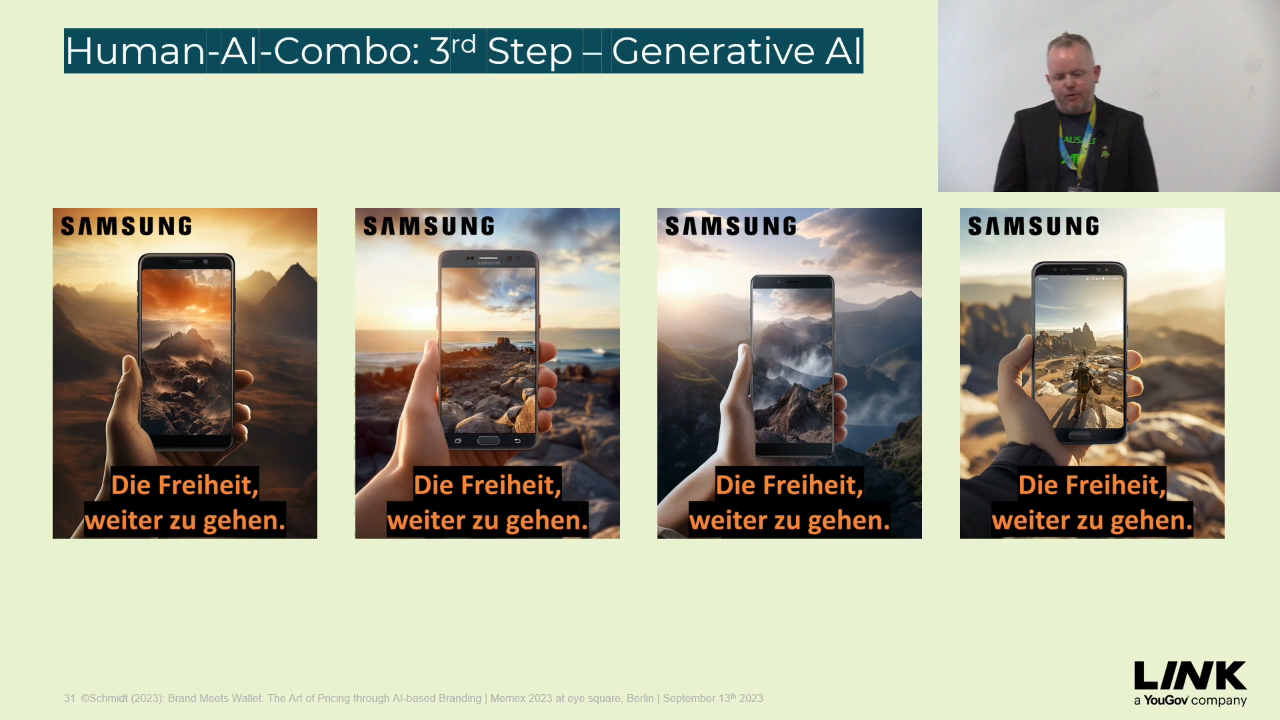 Human-AI-Combo: 3rd Step – Generative AI
SAMSUNG
Die Freiheit,
weiter zu gehen.
SAMSUNG
SAMSUNG
Die Freiheit,
weiter zu gehen.
SAMSUNG
Die Freiheit,
weiter zu gehen.
SAMSUNG
Die Freiheit,
weiter zu gehen.
LINK
a YouGov company
31 ©Schmidt (2023): Brand Meets Wallet: The Art of Pricing through AI-based Branding | Memex 2023 at eye square, Berlin | September 13th 2023